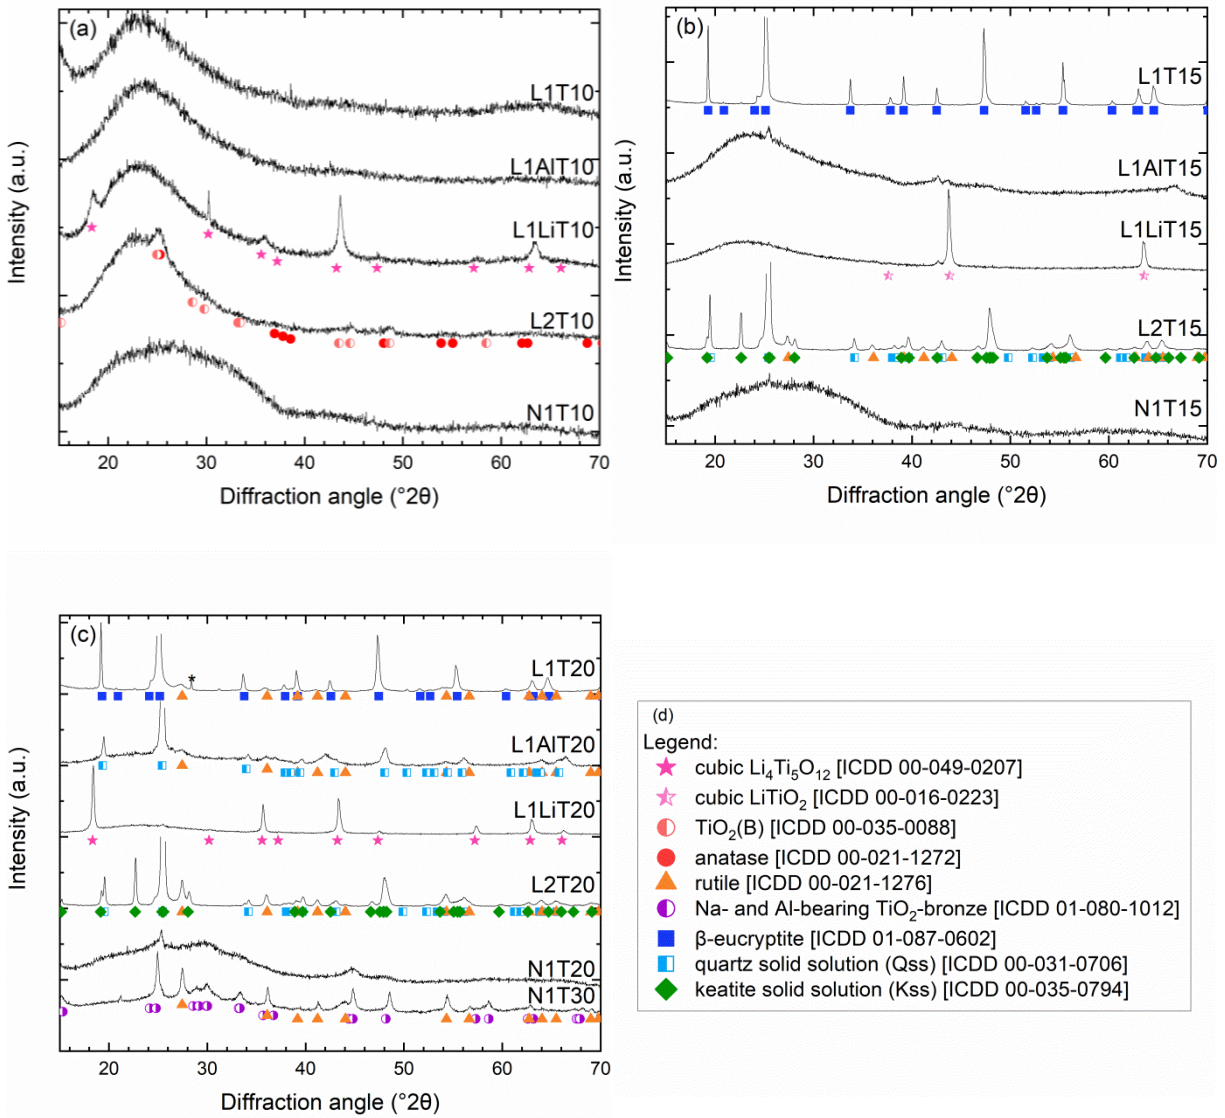 (a)
L1T10
L1AlT10
L1LiT10
L2T10
N1T10
Intensity (a.u.)
20 30 40 50 60 70
Diffraction angle (°2θ)
(b)
L1T15
L1AlT15
L1LiT15
L2T15
N1T15
Intensity (a.u.)
20 30 40 50 60 70
Diffraction angle (°2θ)
(c)
L1T20
*
L1AlT20
L1LiT20
L2T20
N1T20
N1T30
Intensity (a.u.)
20 30 40 50 60 70
Diffraction angle (°2θ)
(d)
Legend:
cubic Li₄Ti₅O₁₂ [ICDD 00-049-0207]
cubic LiTiO₂ [ICDD 00-016-0223]
TiO₂(B) [ICDD 00-035-0088]
anatase [ICDD 00-021-1272]
rutile [ICDD 00-021-1276]
Na- and Al-bearing TiO₂-bronze [ICDD 01-080-1012]
β-eucryptite [ICDD 01-087-0602]
quartz solid solution (Qss) [ICDD 00-031-0706]
keatite solid solution (Kss) [ICDD 00-035-0794]